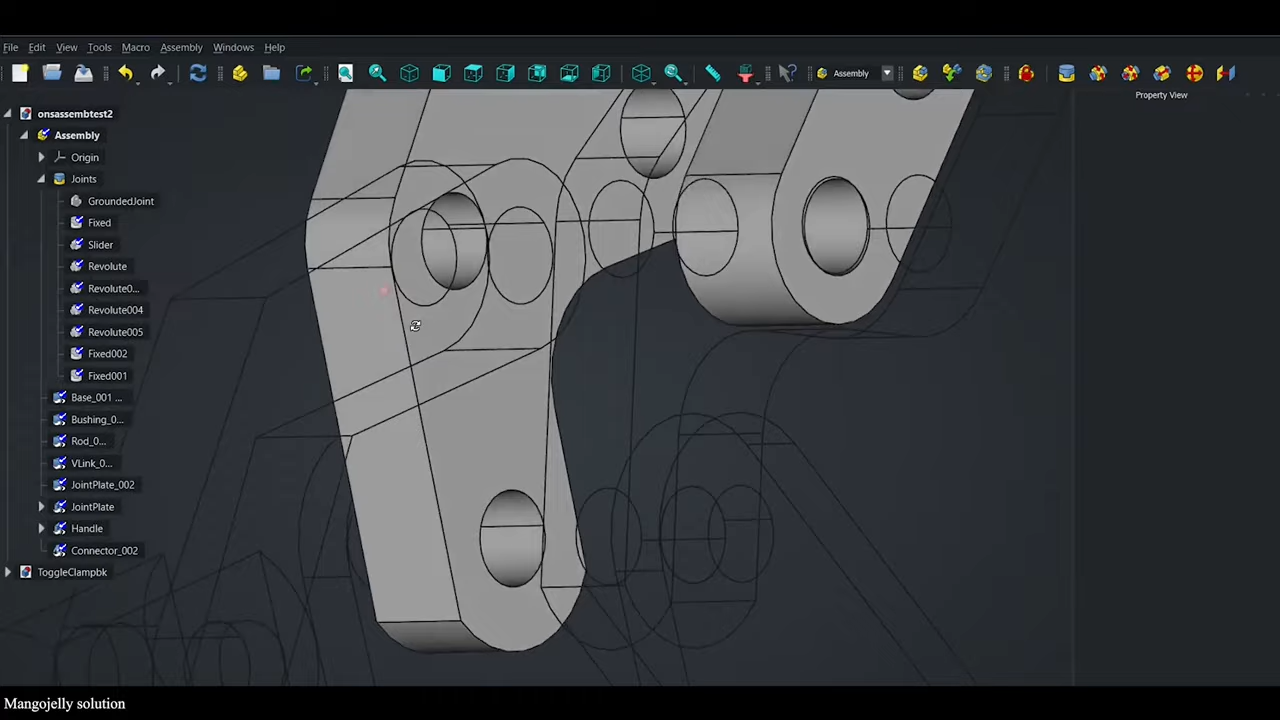 File Edit View Tools Macro Assembly Windows Help
Assembly
Property View
onsassembtest2
Assembly
Origin
Joints
GroundedJoint
Fixed
Slider
Revolute
Revolute0...
Revolute004
Revolute005
Fixed002
Fixed001
Base_001 ...
Bushing_0...
Rod_0...
VLink_0...
JointPlate_002
JointPlate
Handle
Connector_002
ToggleClampbk
Mangojelly solution